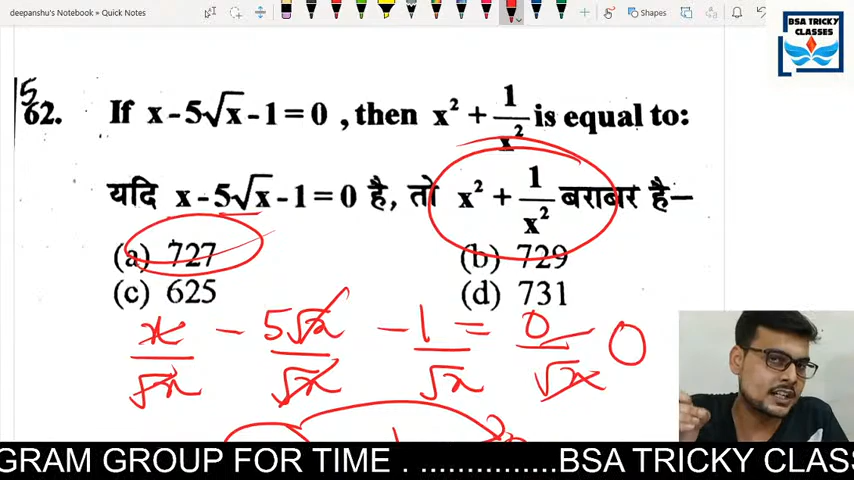 deepanshu's Notebook » Quick Notes
Shapes
BSA TRICKY
CLASSES
5
62. If x - 5√x - 1 = 0 , then x² + 1/x² is equal to:
यदि x - 5√x - 1 = 0 है, तो x² + 1/x² बराबर है–
(a) 727 (b) 729
(c) 625 (d) 731
x/√x - 5√x/√x - 1/√x = 0/√x 0
GRAM GROUP FOR TIME . ...............BSA TRICKY CLASS